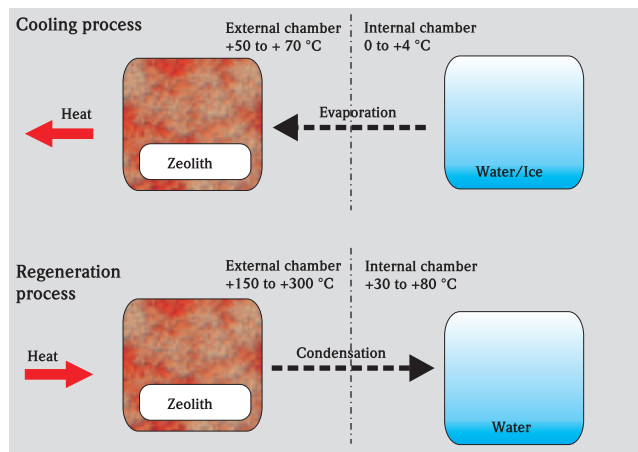 Cooling process
External chamber
+50 to + 70 °C
Internal chamber
0 to +4 °C
Heat
Evaporation
Zeolith
Water/Ice
Regeneration
process
External chamber
+150 to +300 °C
Internal chamber
+30 to +80 °C
Heat
Condensation
Zeolith
Water